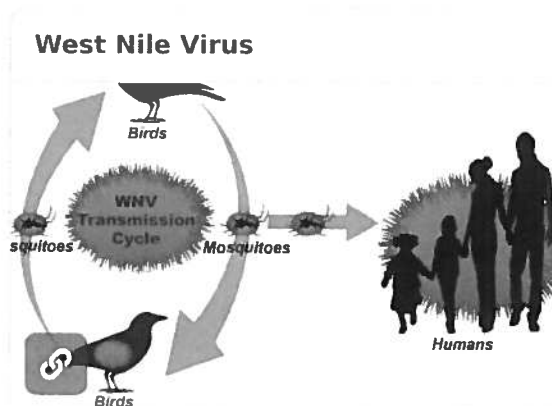 West Nile Virus
Birds
WNV
Transmission
Cycle
squitoes
Mosquitoes
Humans
Birds